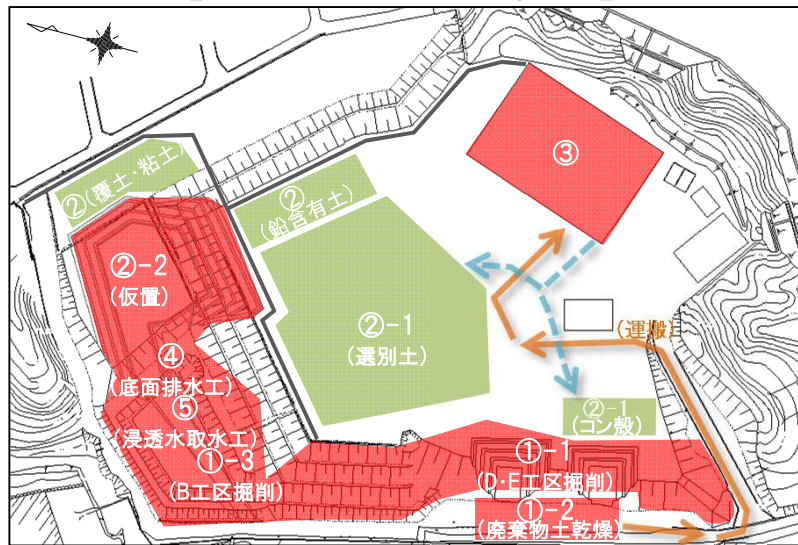 ③
②(覆土・粘土)
②
(鉛含有土)
②-2
(仮置)
②-1
(選別土)
(運搬)
④
(底面排水工)
⑤
(浸透水取水工)
②-1
(コン殻)
①-3
(B工区掘削)
①-1
(D・E工区掘削)
①-2
(廃棄物土乾燥)